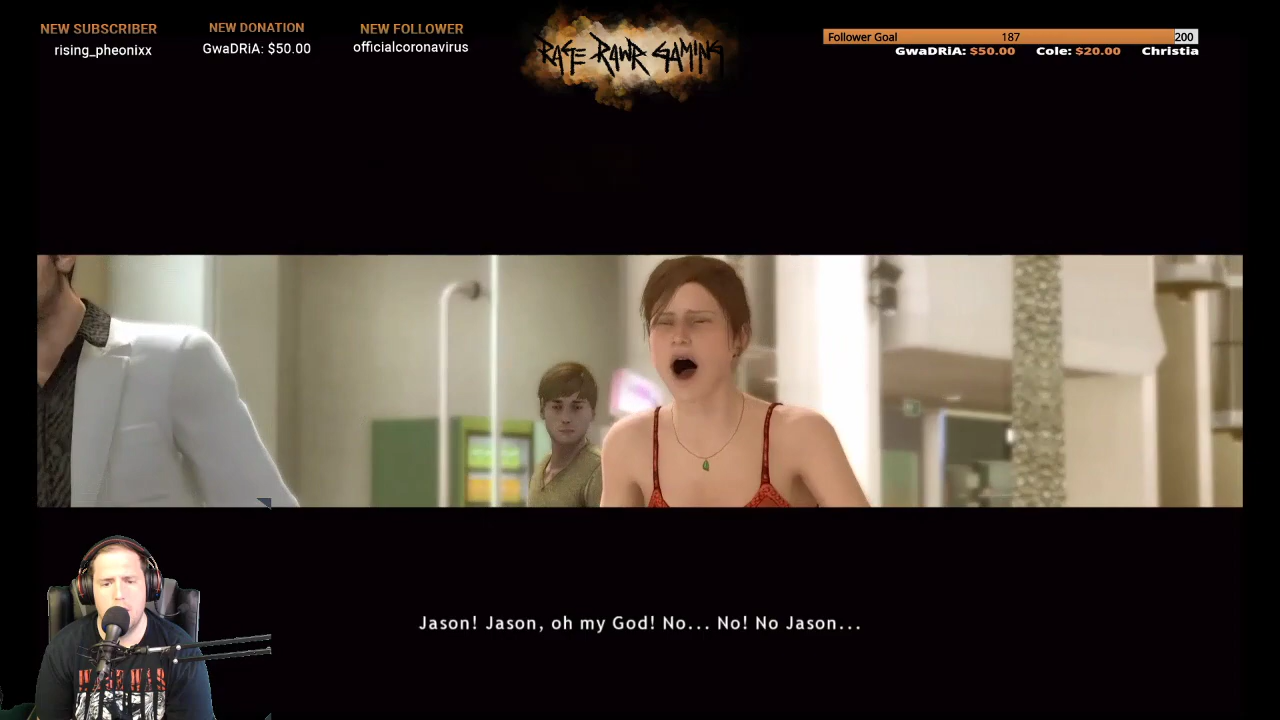 NEW SUBSCRIBER
rising_pheonixx
NEW DONATION
GwaDRiA: $50.00
NEW FOLLOWER
officialcoronavirus
RAGE RAWR GAMING
Follower Goal 187 200
GwaDRiA: $50.00 Cole: $20.00 Christia
Jason! Jason, oh my God! No... No! No Jason...